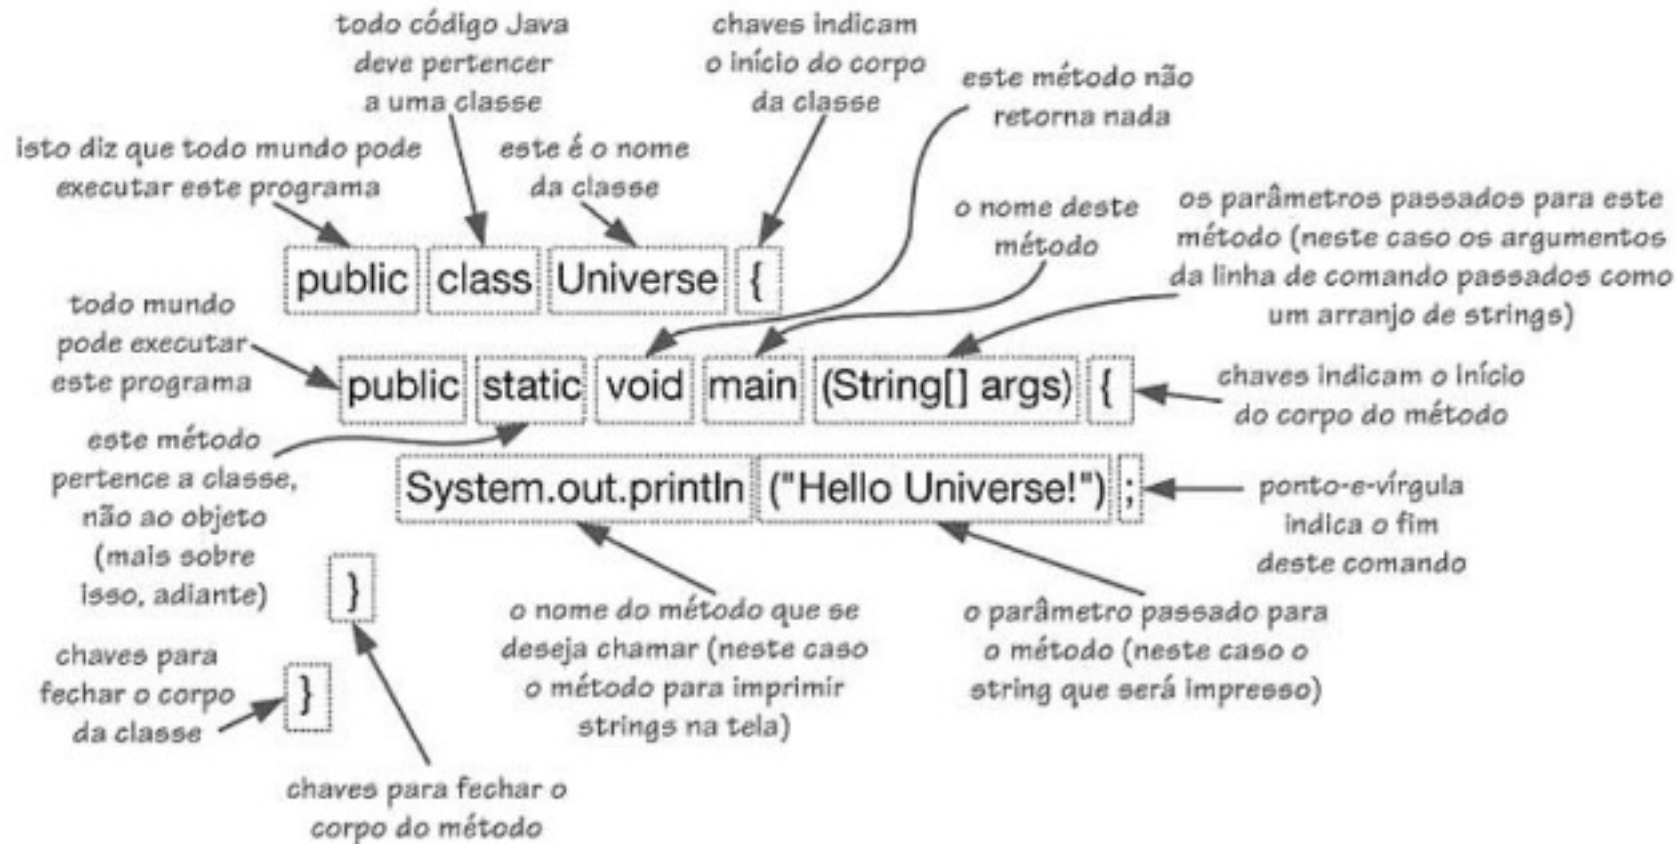 todo código Java
deve pertencer
a uma classe
chaves indicam
o início do corpo
da classe
este método não
retorna nada
isto diz que todo mundo pode
executar este programa
este é o nome
da classe
o nome deste
método
os parâmetros passados para este
método (neste caso os argumentos
da linha de comando passados como
um arranjo de strings)
public class Universe {
todo mundo
pode executar
este programa
public static void main (String[] args) {
chaves indicam o início
do corpo do método
este método
pertence a classe,
não ao objeto
(mais sobre
isso, adiante)
System.out.println ("Hello Universe!") ;
ponto-e-vírgula
indica o fim
deste comando
}
o nome do método que se
deseja chamar (neste caso
o método para imprimir
strings na tela)
o parâmetro passado para
o método (neste caso o
string que será impresso)
chaves para
fechar o corpo
da classe
}
chaves para fechar o
corpo do método